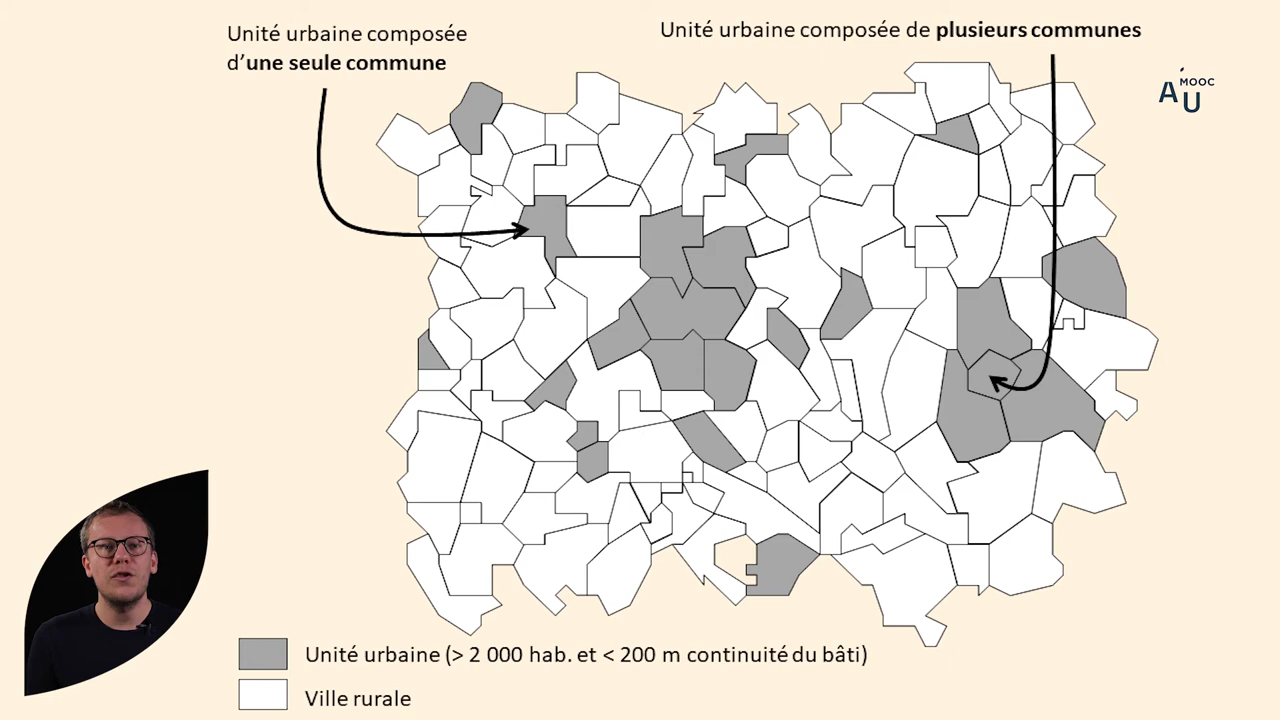 Unité urbaine composée
d’une seule commune
Unité urbaine composée de plusieurs communes
MOOC
AU
Unité urbaine (> 2 000 hab. et < 200 m continuité du bâti)
Ville rurale